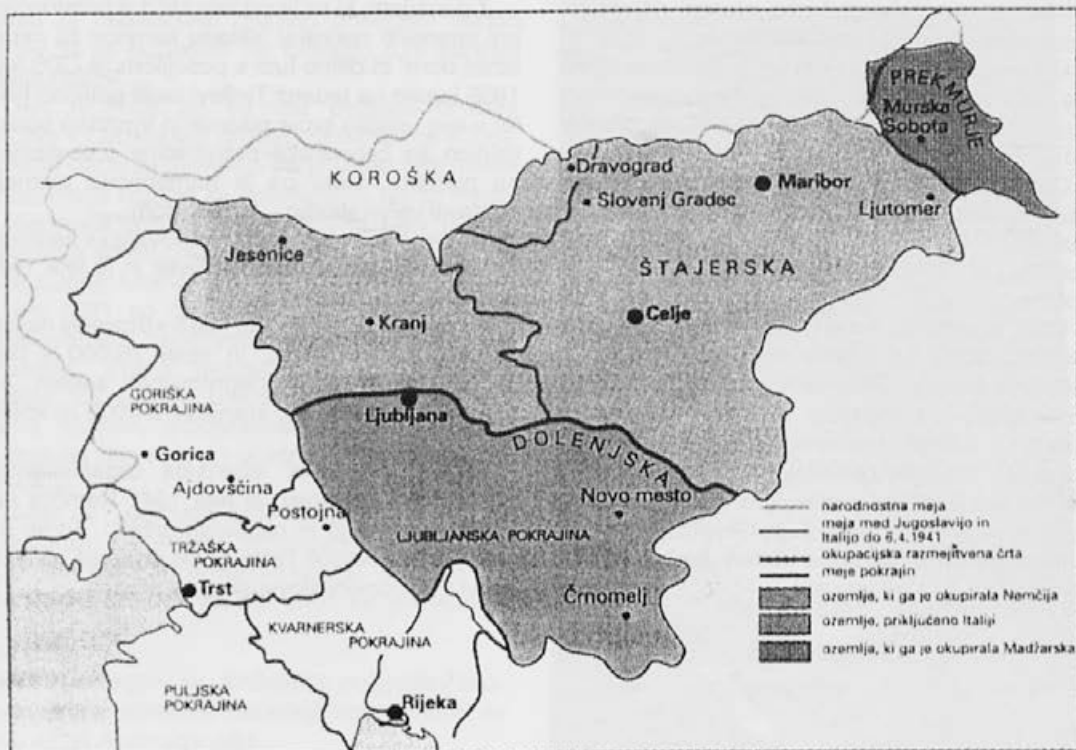 PREKMURJE
Murska
Sobota
Dravograd
KOROŠKA
Maribor
Slovenj Gradec
Ljutomer
Jesenice
ŠTAJERSKA
Kranj
Celje
GORIŠKA
POKRAJINA
Ljubljana
DOLENJSKA
Gorica
Ajdovščina
Novo mesto
Postojna
LJUBLJANSKA POKRAJINA
TRŽAŠKA
POKRAJINA
Trst
Črnomelj
KVARNERSKA
POKRAJINA
PULJSKA
POKRAJINA
Rijeka
narodnostna meja
meja med Jugoslavijo in
Italijo do 6.4.1941
okupacijska razmejitvena črta
meje pokrajin
ozemlje, ki ga je okupirala Nemčija
ozemlje, priključeno Italiji
ozemlje, ki ga je okupirala Madžarska